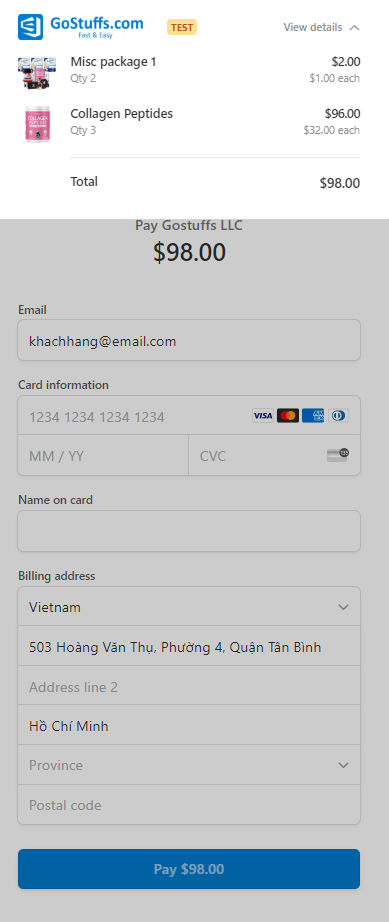 GoStuffs.com
Fast & Easy
TEST
View details
Misc package 1 $2.00
Qty 2 $1.00 each
Collagen Peptides $96.00
Qty 3 $32.00 each
Total $98.00
Pay Gostuffs LLC
$98.00
Email
khachhang@email.com
Card information
1234 1234 1234 1234 VISA
MM / YY CVC 135
Name on card
Billing address
Vietnam
503 Hoàng Văn Thụ, Phường 4, Quận Tân Bình
Address line 2
Hồ Chí Minh
Province
Postal code
Pay $98.00